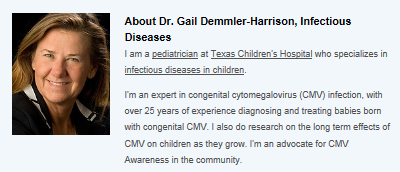 About Dr. Gail Demmler-Harrison, Infectious
Diseases
I am a pediatrician at Texas Children's Hospital who specializes in
infectious diseases in children.
I'm an expert in congenital cytomegalovirus (CMV) infection, with
over 25 years of experience diagnosing and treating babies born
with congenital CMV. I also do research on the long term effects of
CMV on children as they grow. I'm an advocate for CMV
Awareness in the community.